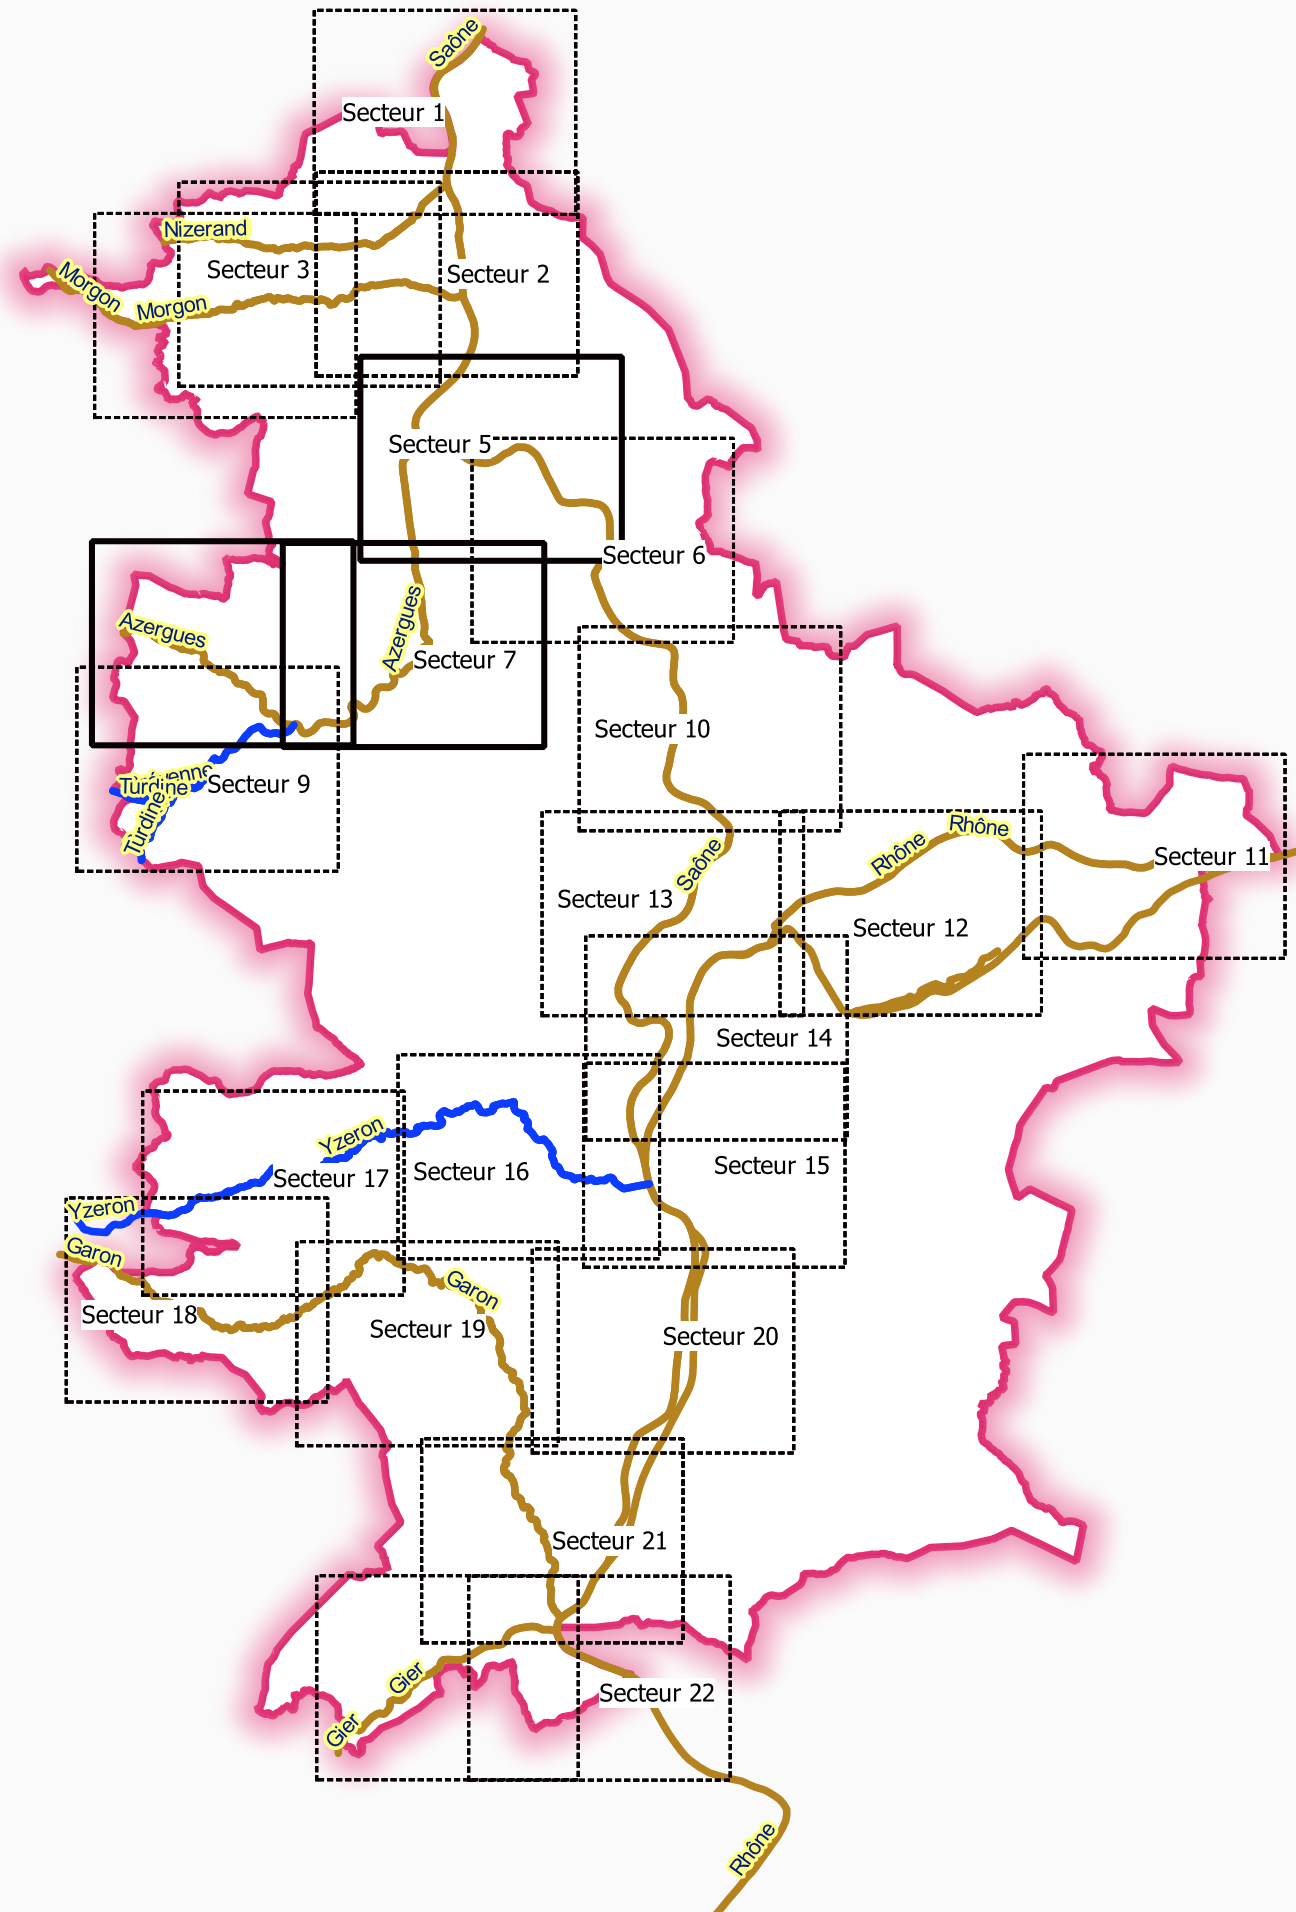 Saône
Secteur 1
Nizerand
Secteur 3
Secteur 2
Morgon
Morgon
Secteur 5
Secteur 6
Azergues
Azergues
Secteur 7
Secteur 10
Turdine
Secteur 9
Turdine
Rhône
Rhône
Saône
Secteur 11
Secteur 13
Secteur 12
Secteur 14
Yzeron
Secteur 16
Secteur 15
Secteur 17
Yzeron
Garon
Garon
Secteur 18
Secteur 19
Secteur 20
Secteur 21
Gier
Secteur 22
Gier
Rhône